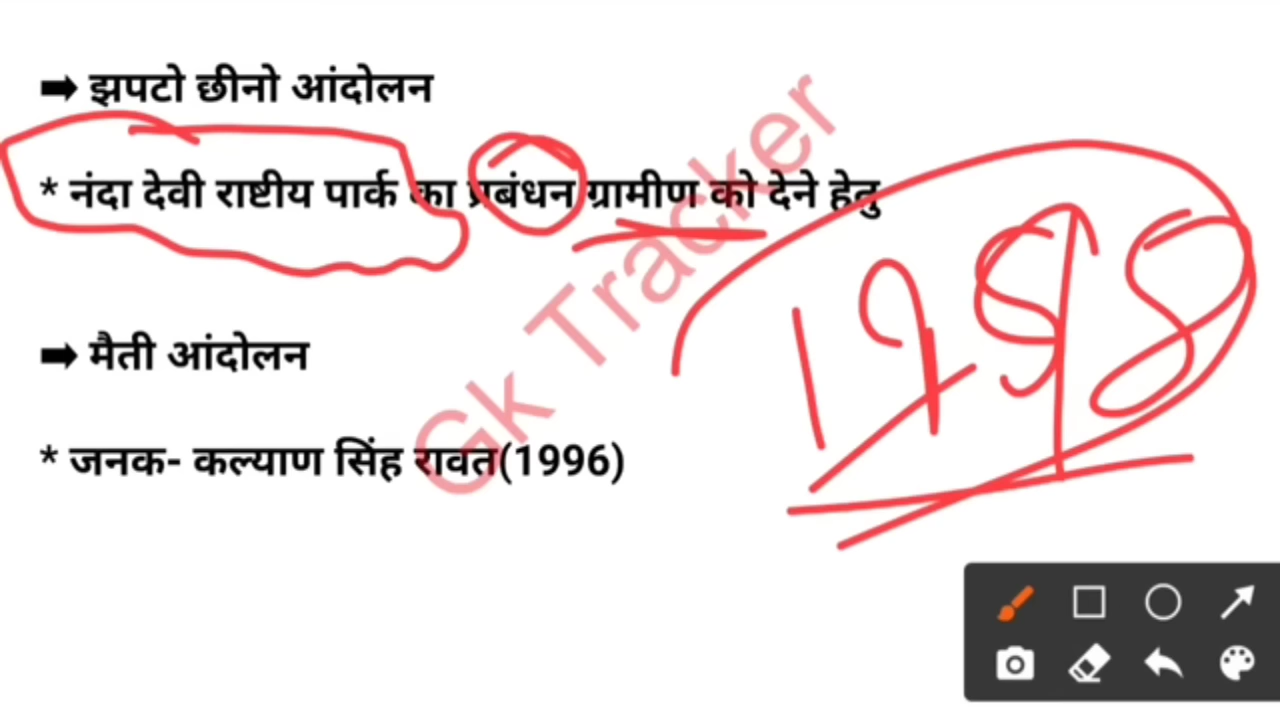 ➡ झपटो छीनो आंदोलन
* नंदा देवी राष्टीय पार्क का प्रबंधन ग्रामीण को देने हेतु
1998
➡ मैती आंदोलन
* जनक- कल्याण सिंह रावत(1996)
Gk Tracker